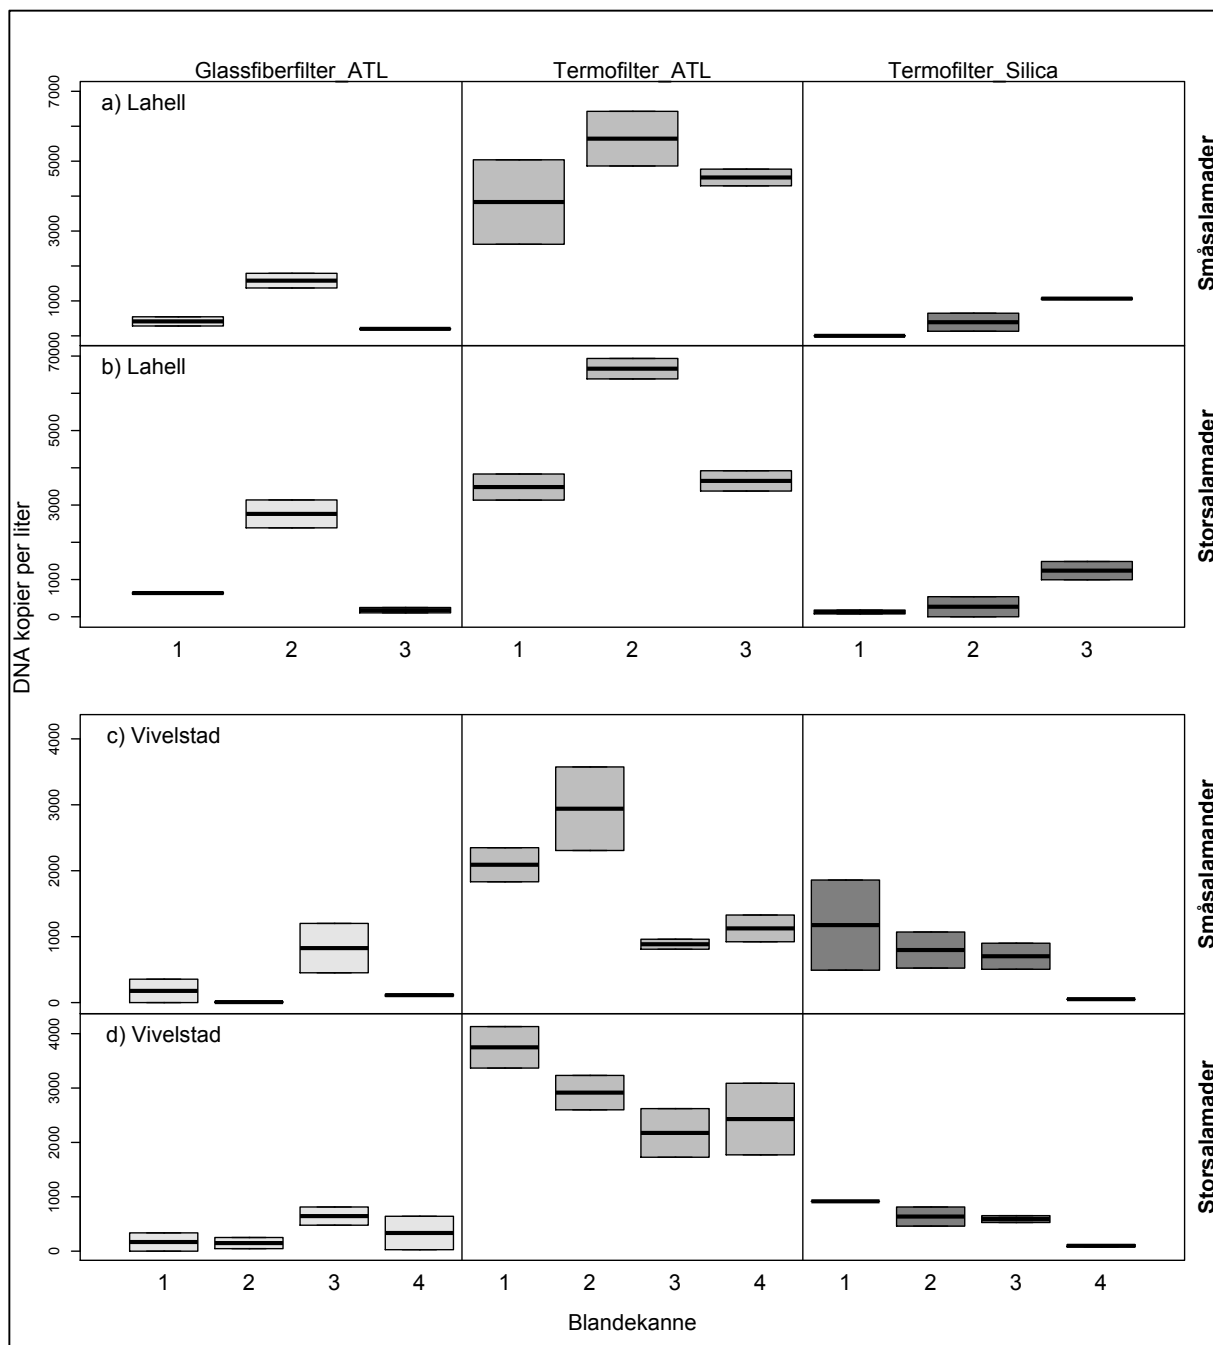 Glassfiberfilter_ATL Termofilter_ATL Termofilter_Silica
a) Lahell
7000
5000
3000
1000
Småsalamader
b) Lahell
70000
5000
3000
1000
0
Storsalamader
1 2 3 1 2 3 1 2 3
DNA kopier per liter
c) Vivelstad
4000
3000
2000
1000
0
Småsalamander
d) Vivelstad
4000
3000
2000
1000
0
Storsalamader
1 2 3 4 1 2 3 4 1 2 3 4
Blandekanne